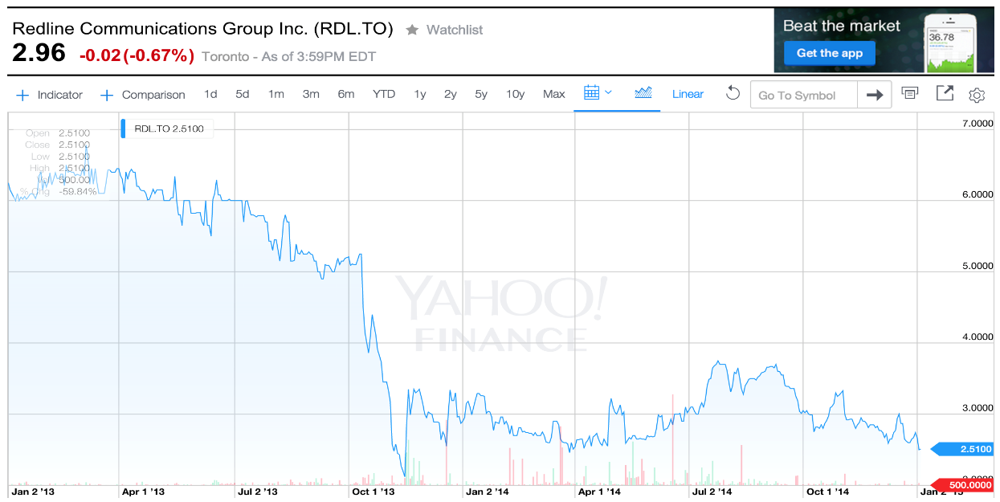 Redline Communications Group Inc. (RDL.TO) ★ Watchlist
2.96 -0.02 (-0.67%) Toronto - As of 3:59PM EDT
Beat the market
Get the app
36.78
+ Indicator + Comparison 1d 5d 1m 3m 6m YTD 1y 2y 5y 10y Max Linear Go To Symbol
RDL.TO 2.5100
Open 2.5100
Close 2.5100
Low 2.5100
High 2.5100
500.00
% Chg -59.84%
7.0000
6.0000
5.0000
4.0000
3.0000
2.5100
500.0000
YAHOO!
FINANCE
Jan 2 '13 Apr 1 '13 Jul 2 '13 Oct 1 '13 Jan 2 '14 Apr 1 '14 Jul 2 '14 Oct 1 '14